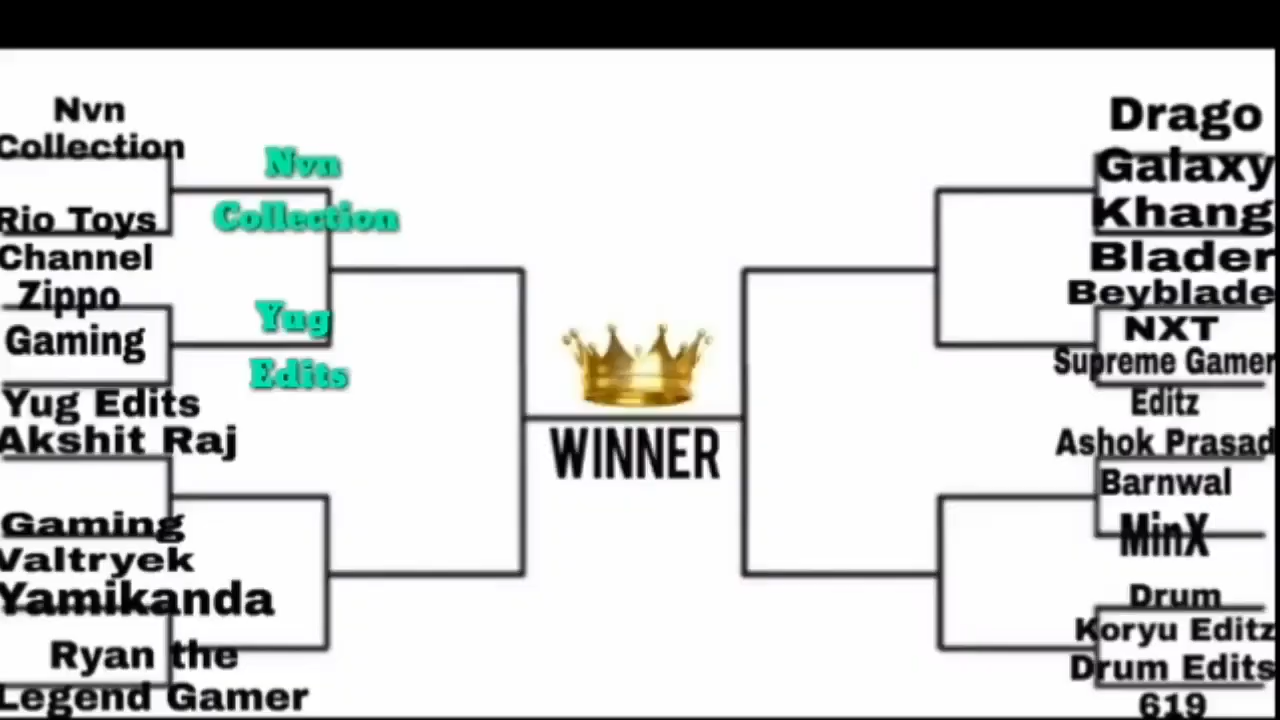 Nvn
Collection
Rio Toys
Channel
Zippo
Gaming
Yug Edits
Akshit Raj
Gaming
Valtryek
Yamikanda
Ryan the
Legend Gamer
Nvn
Collection
Yug
Edits
WINNER
Drago
Galaxy
Khang
Blader
Beyblade
NXT
Supreme Gamer
Editz
Ashok Prasad
Barnwal
MinX
Drum
Koryu Editz
Drum Edits
619